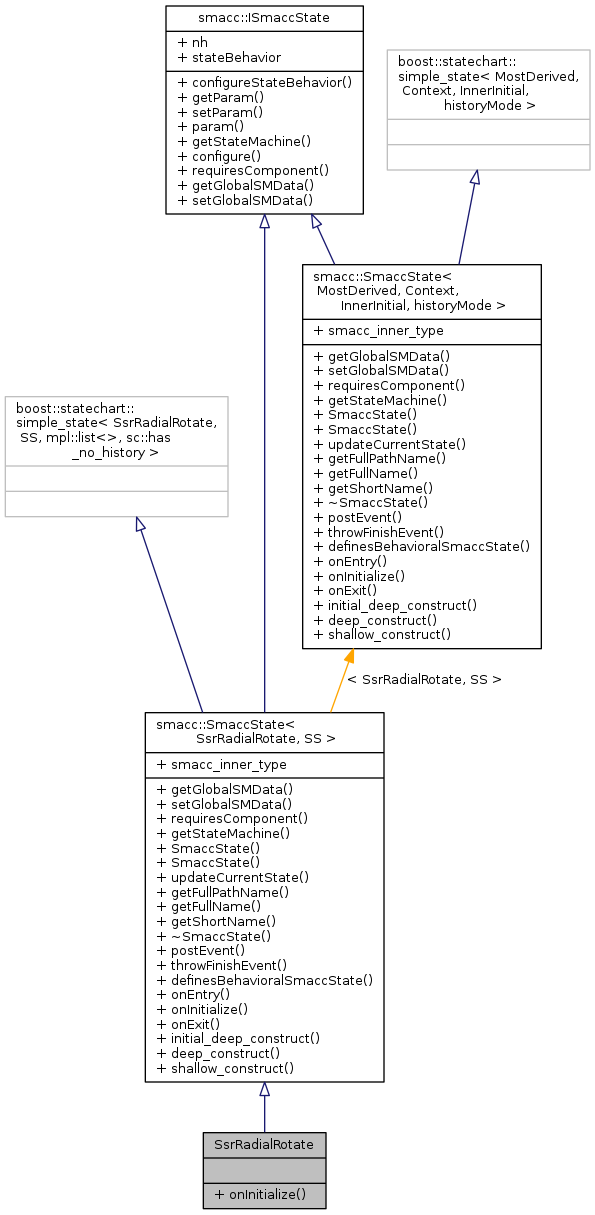 smacc::ISmaccState
+ nh
+ stateBehavior
+ configureStateBehavior()
+ getParam()
+ setParam()
+ param()
+ getStateMachine()
+ configure()
+ requiresComponent()
+ getGlobalSMData()
+ setGlobalSMData()
boost::statechart::
simple_state< MostDerived,
Context, InnerInitial,
historyMode >
smacc::SmaccState<
MostDerived, Context,
InnerInitial, historyMode >
+ smacc_inner_type
+ getGlobalSMData()
+ setGlobalSMData()
+ requiresComponent()
+ getStateMachine()
+ SmaccState()
+ SmaccState()
+ updateCurrentState()
+ getFullPathName()
+ getFullName()
+ getShortName()
+ ~SmaccState()
+ postEvent()
+ throwFinishEvent()
+ definesBehavioralSmaccState()
+ onEntry()
+ onInitialize()
+ onExit()
+ initial_deep_construct()
+ deep_construct()
+ shallow_construct()
boost::statechart::
simple_state< SsrRadialRotate,
SS, mpl::list<>, sc::has
_no_history >
< SsrRadialRotate, SS >
smacc::SmaccState<
SsrRadialRotate, SS >
+ smacc_inner_type
+ getGlobalSMData()
+ setGlobalSMData()
+ requiresComponent()
+ getStateMachine()
+ SmaccState()
+ SmaccState()
+ updateCurrentState()
+ getFullPathName()
+ getFullName()
+ getShortName()
+ ~SmaccState()
+ postEvent()
+ throwFinishEvent()
+ definesBehavioralSmaccState()
+ onEntry()
+ onInitialize()
+ onExit()
+ initial_deep_construct()
+ deep_construct()
+ shallow_construct()
SsrRadialRotate
+ onInitialize()